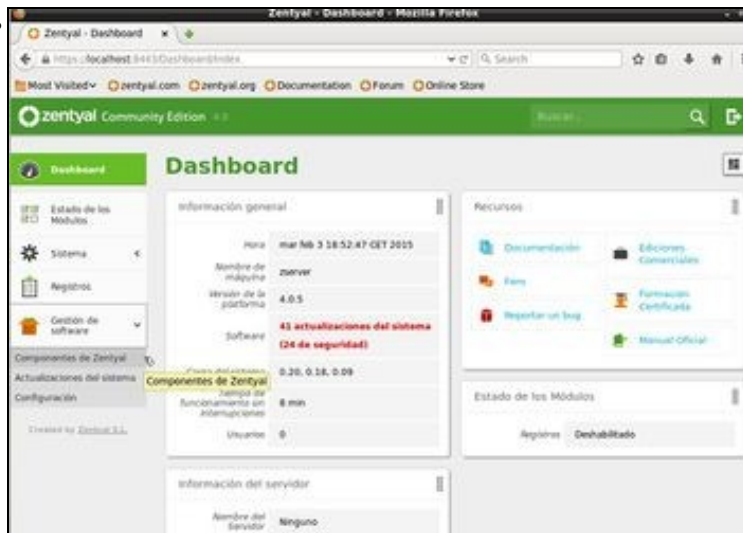 Zentyal - Dashboard - Mozilla Firefox
Zentyal - Dashboard
https://localhost:8443/Dashboard/Index
Search
Most Visited
zentyal.com
zentyal.org
Documentation
Forum
Online Store
zentyal Community Edition 4.0
Buscar...
Dashboard
Estado de los Módulos
Sistema
Registros
Gestión de software
Componentes de Zentyal
Actualizaciones del sistema
Configuración
Created by Zentyal S.L.
Componentes de Zentyal
Dashboard
Información general
Hora mar feb 3 18:52:47 CET 2015
Nombre de máquina zserver
Versión de la plataforma 4.0.5
Software 41 actualizaciones del sistema (24 de seguridad)
0.20, 0.18, 0.09
Tiempo de funcionamiento sin interrupciones 8 min
Usuarios 0
Información del servidor
Nombre del Servidor Ninguno
Recursos
Documentación
Foro
Reportar un bug
Ediciones Comerciales
Formación Certificada
Manual Oficial
Estado de los Módulos
Registros Deshabilitado